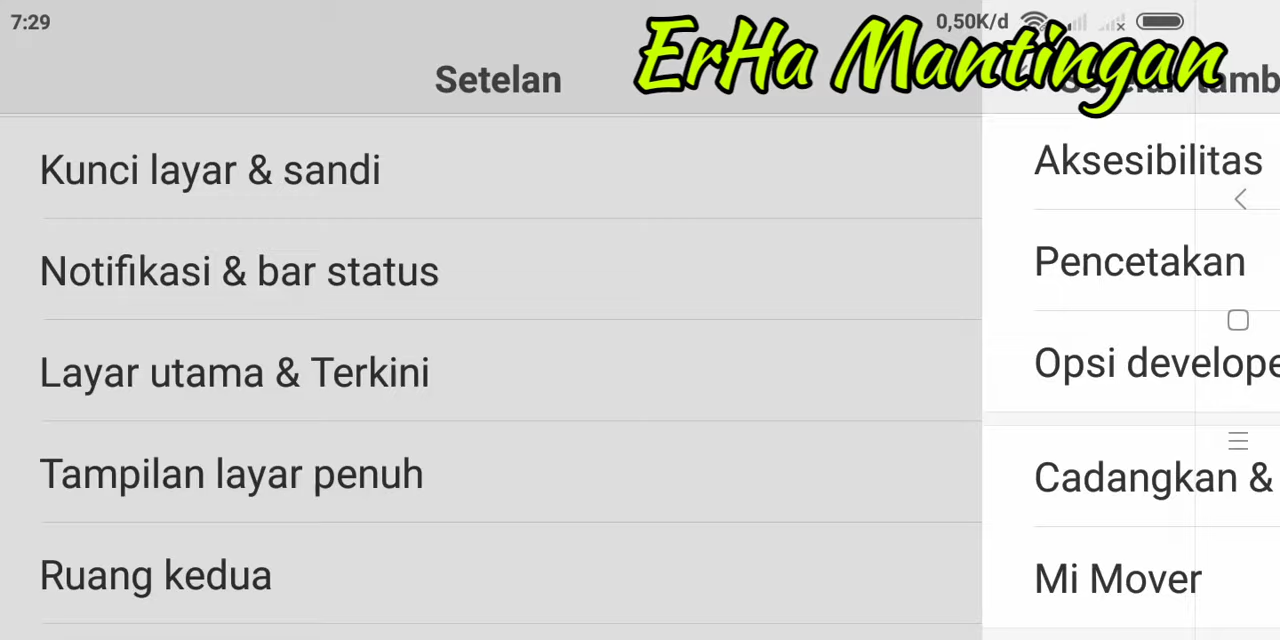 7:29
0,50K/d
ErHa Mantingan
Setelan
Kunci layar & sandi
Notifikasi & bar status
Layar utama & Terkini
Tampilan layar penuh
Ruang kedua
Aksesibilitas
Pencetakan
Opsi develope
Cadangkan &
Mi Mover